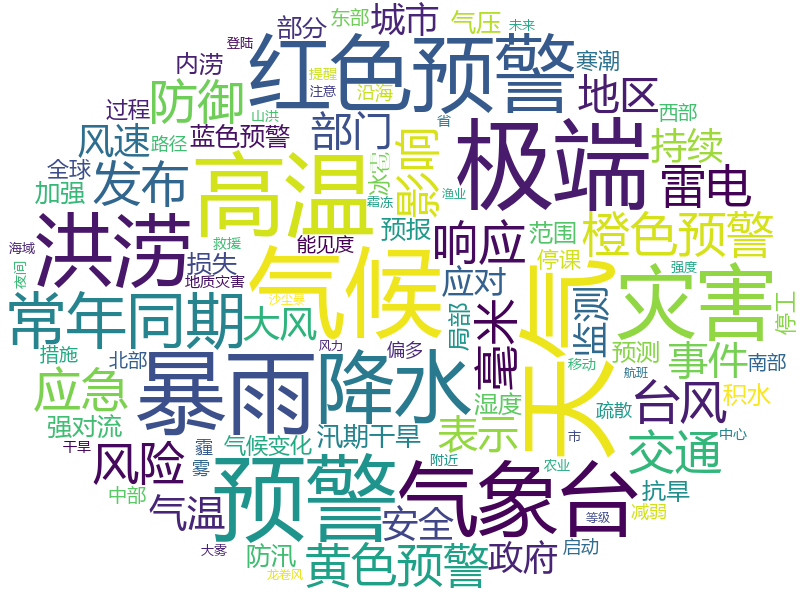 东部
城市
气压
未来
部分
登陆
红色预警
寒潮
内涝
提醒
注意
沿海
地区
防御
过程
山洪
省
西部
风速
路径
蓝色预警
部门
影响
极端
持续
全球
发布
高温
冰雹
渔业
雷电
加强
霜冻
洪涝
救援
能见度
预报
响应
范围
橙色预警
海域
损失
停课
夜间
地质灾害
应对
强度
气候
天气
灾害
沙尘暴
常年同期
大风
局部
毫米
监测
停工
措施
北部
风力
偏多
预测
事件
南部
暴雨
降水
移动
航班
应急
湿度
台风
积水
强对流
疏散
表示
汛期干旱
气候变化
霾
干旱
市
中心
交通
风险
雾
预警
附近
气象台
农业
中部
抗旱
气温
安全
减弱
等级
大雾
防汛
黄色预警
政府
启动
龙卷风